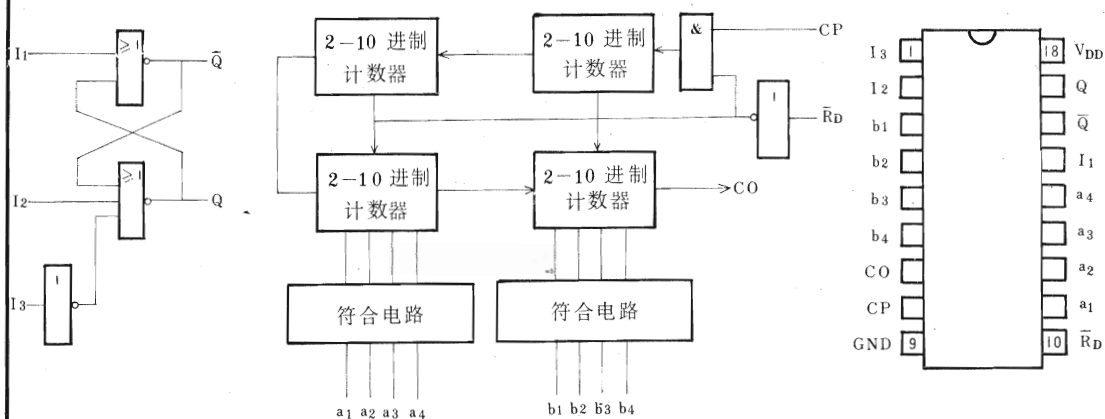 I1 ≥1 Q̄
I2 ≥1 Q
I3 1
2-10 进制
计数器
2-10 进制
计数器
& CP
1 R̄D
2-10 进制
计数器
2-10 进制
计数器
CO
符合电路
符合电路
a1 a2 a3 a4
b1 b2 b3 b4
I3 1 18 VDD
I2 Q
b1 Q̄
b2 I1
b3 a4
b4 a3
CO a2
CP a1
GND 9 10 R̄D